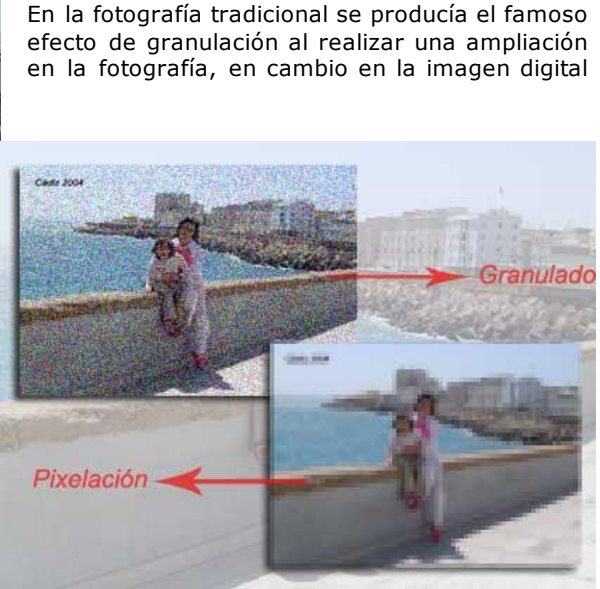 En la fotografía tradicional se producía el famoso
efecto de granulación al realizar una ampliación
en la fotografía, en cambio en la imagen digital
Cádiz 2004
Granulado
Pixelación